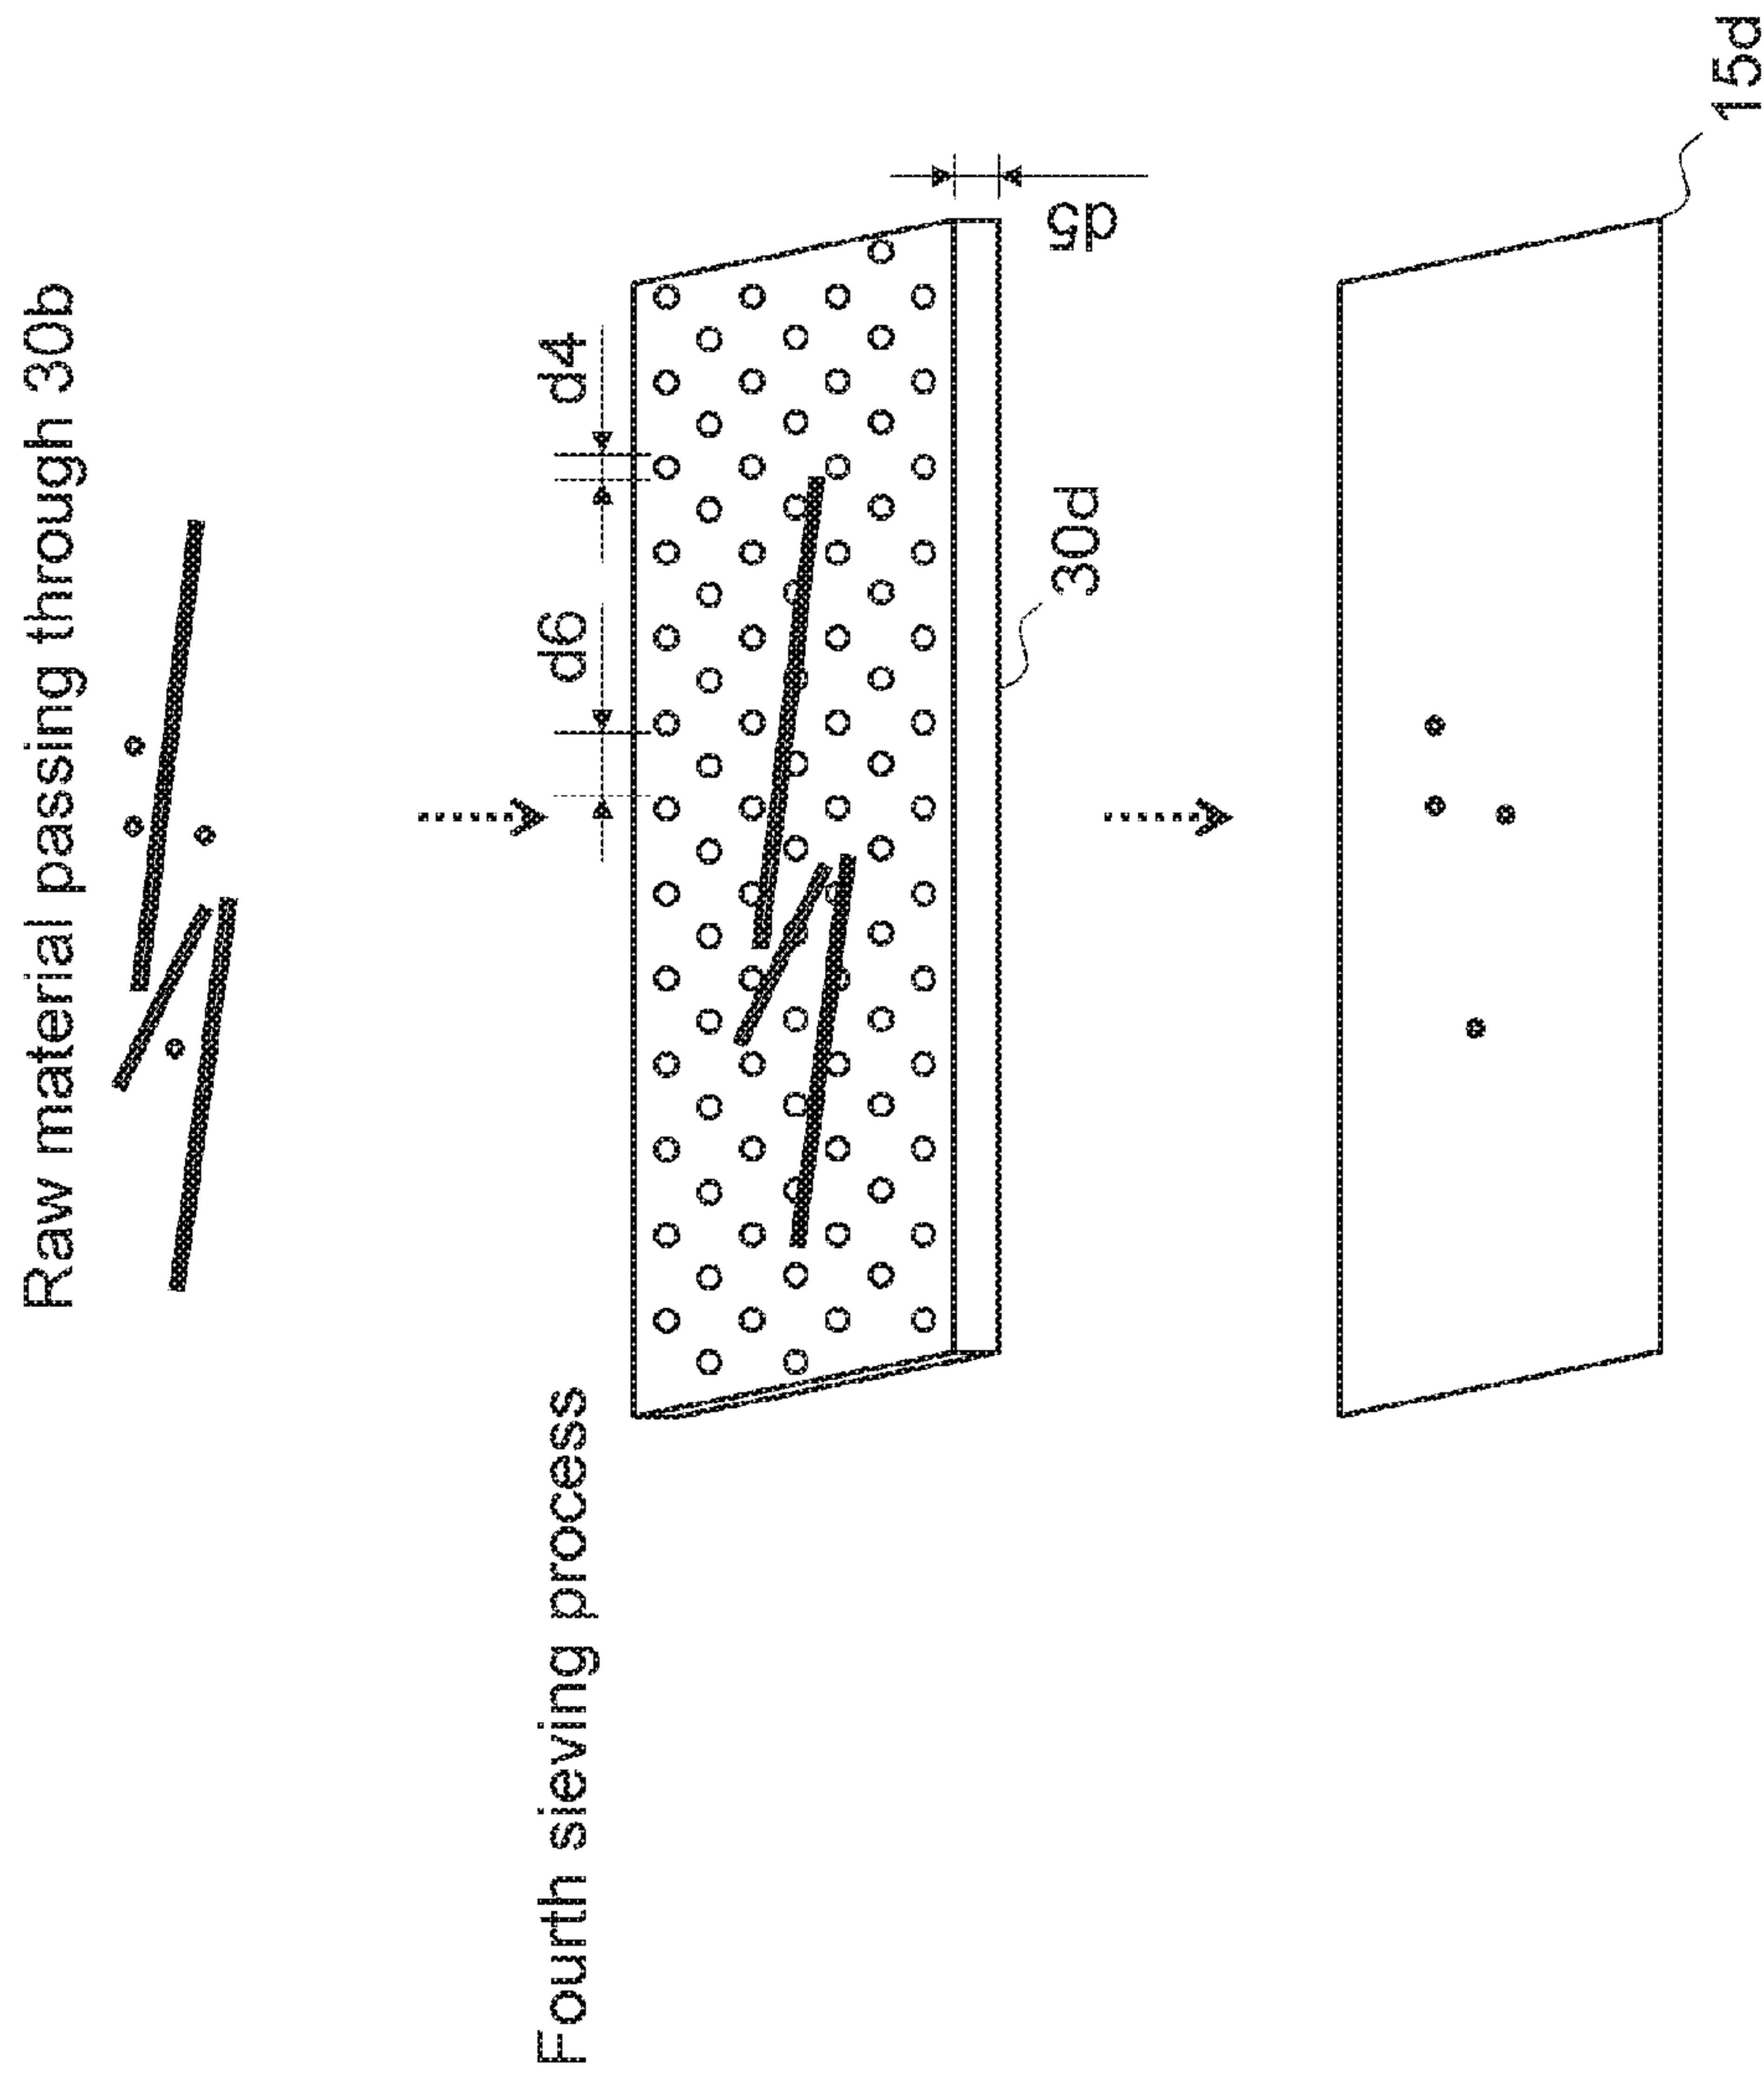 Raw material passing through 30b
Fourth sieving process
d6
d4
d5
30d
15d